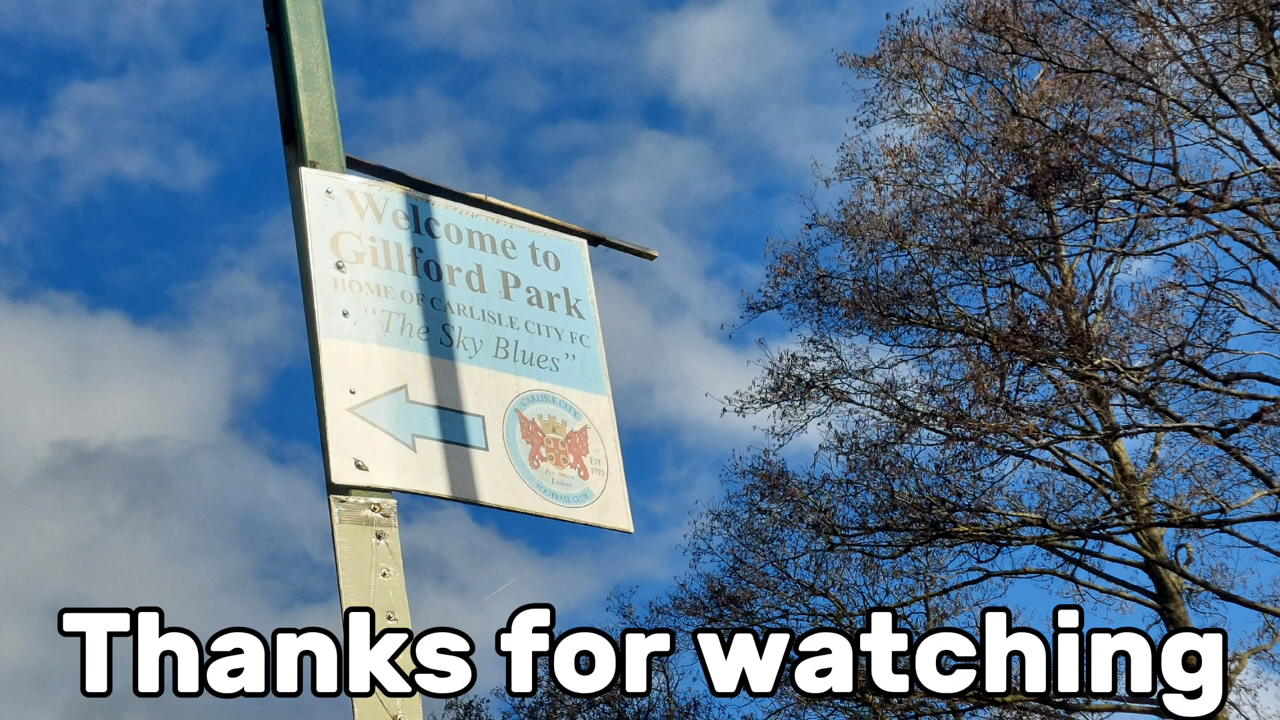 Welcome to
Gillford Park
HOME OF CARLISLE CITY FC
“The Sky Blues”
CARLISLE CITY
EST.
1975
FOOTBALL CLUB
Thanks for watching